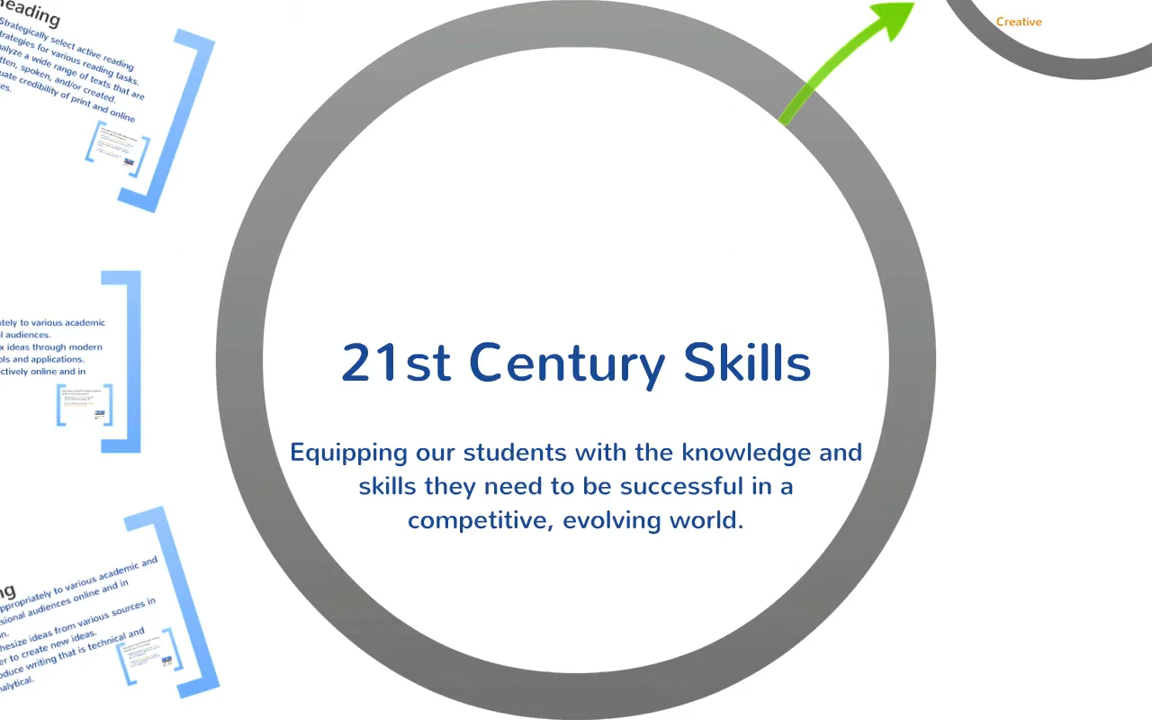 Strategically select active reading
strategies for various reading tasks.
analyze a wide range of texts that are
spoken, and/or created.
credibility of print and online
Creative
to various academic
audiences.
ideas through modern
and applications.
online and in
21st Century Skills
Equipping our students with the knowledge and
skills they need to be successful in a
competitive, evolving world.
to various academic and
audiences online and in
ideas from various sources in
to create new ideas.
writing that is technical and